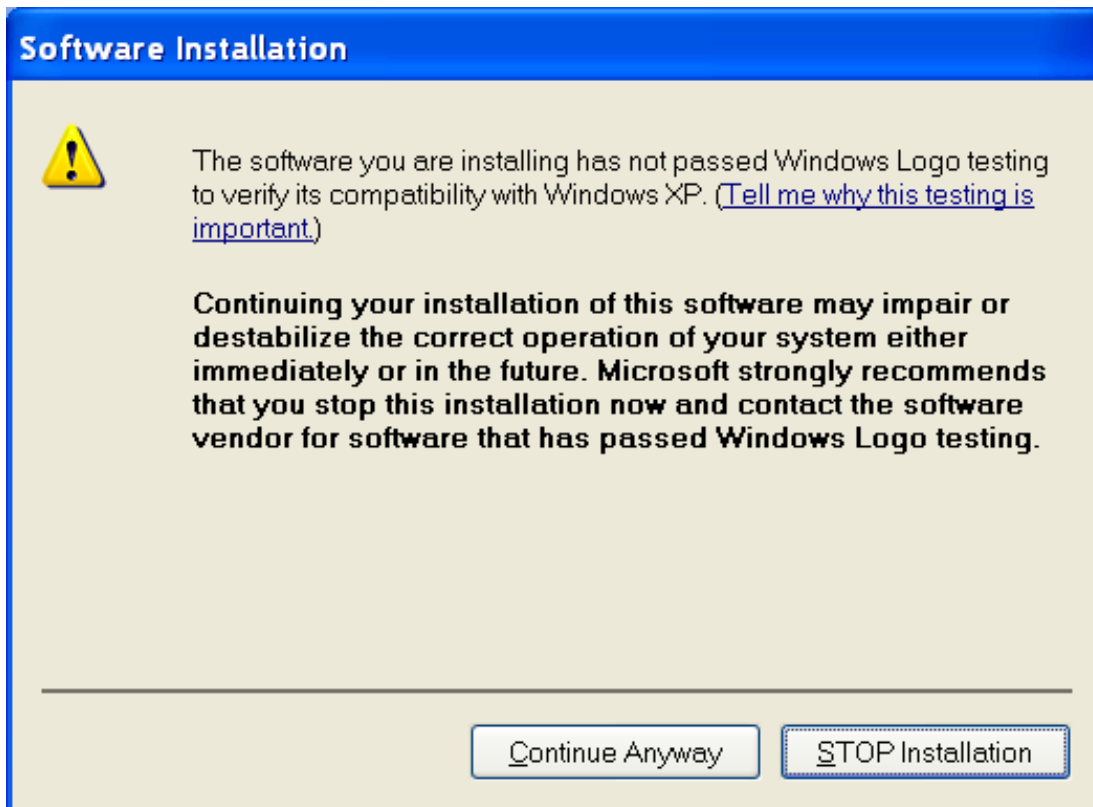 Software Installation
The software you are installing has not passed Windows Logo testing
to verify its compatibility with Windows XP. (Tell me why this testing is
important.)
Continuing your installation of this software may impair or
destabilize the correct operation of your system either
immediately or in the future. Microsoft strongly recommends
that you stop this installation now and contact the software
vendor for software that has passed Windows Logo testing.
Continue Anyway
STOP Installation